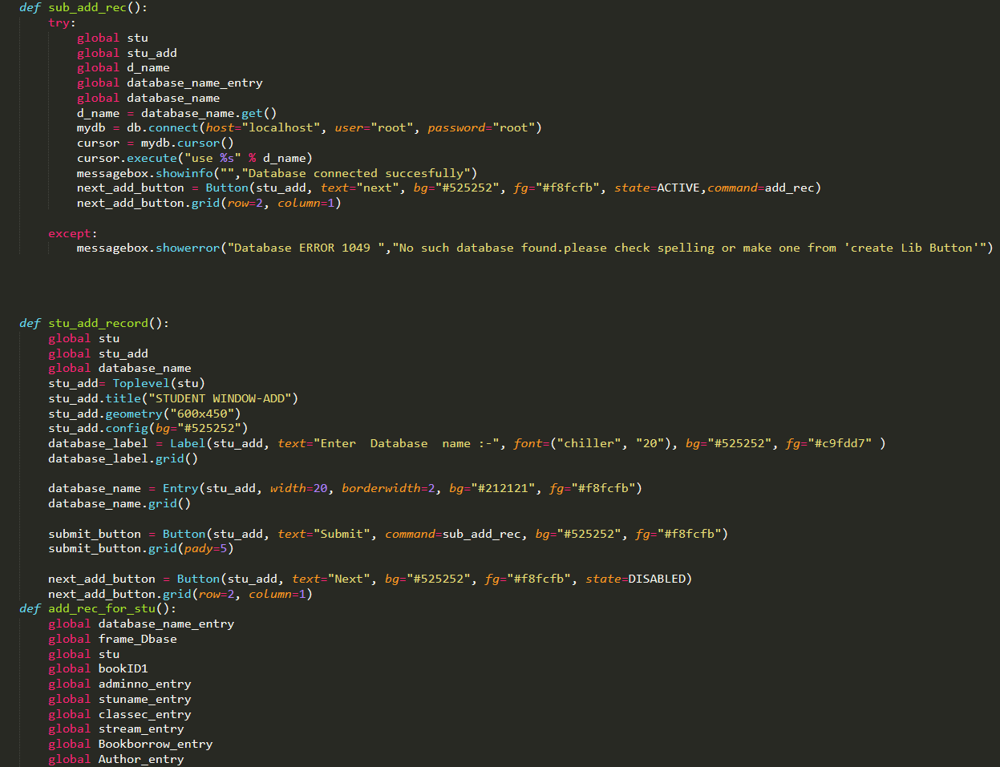 def sub_add_rec():
    try:
        global stu
        global stu_add
        global d_name
        global database_name_entry
        global database_name
        d_name = database_name.get()
        mydb = db.connect(host="localhost", user="root", password="root")
        cursor = mydb.cursor()
        cursor.execute("use %s" % d_name)
        messagebox.showinfo("","Database connected succesfully")
        next_add_button = Button(stu_add, text="next", bg="#525252", fg="#f8fcfb", state=ACTIVE,command=add_rec)
        next_add_button.grid(row=2, column=1)

    except:
        messagebox.showerror("Database ERROR 1049 ","No such database found.please check spelling or make one from 'create Lib Button'")

def stu_add_record():
    global stu
    global stu_add
    global database_name
    stu_add= Toplevel(stu)
    stu_add.title("STUDENT WINDOW-ADD")
    stu_add.geometry("600x450")
    stu_add.config(bg="#525252")
    database_label = Label(stu_add, text="Enter  Database  name :-", font=("chiller", "20"), bg="#525252", fg="#c9fdd7" )
    database_label.grid()

    database_name = Entry(stu_add, width=20, borderwidth=2, bg="#212121", fg="#f8fcfb")
    database_name.grid()

    submit_button = Button(stu_add, text="Submit", command=sub_add_rec, bg="#525252", fg="#f8fcfb")
    submit_button.grid(pady=5)

    next_add_button = Button(stu_add, text="Next", bg="#525252", fg="#f8fcfb", state=DISABLED)
    next_add_button.grid(row=2, column=1)
def add_rec_for_stu():
    global database_name_entry
    global frame_Dbase
    global stu
    global bookID1
    global adminno_entry
    global stuname_entry
    global classec_entry
    global stream_entry
    global Bookborrow_entry
    global Author_entry